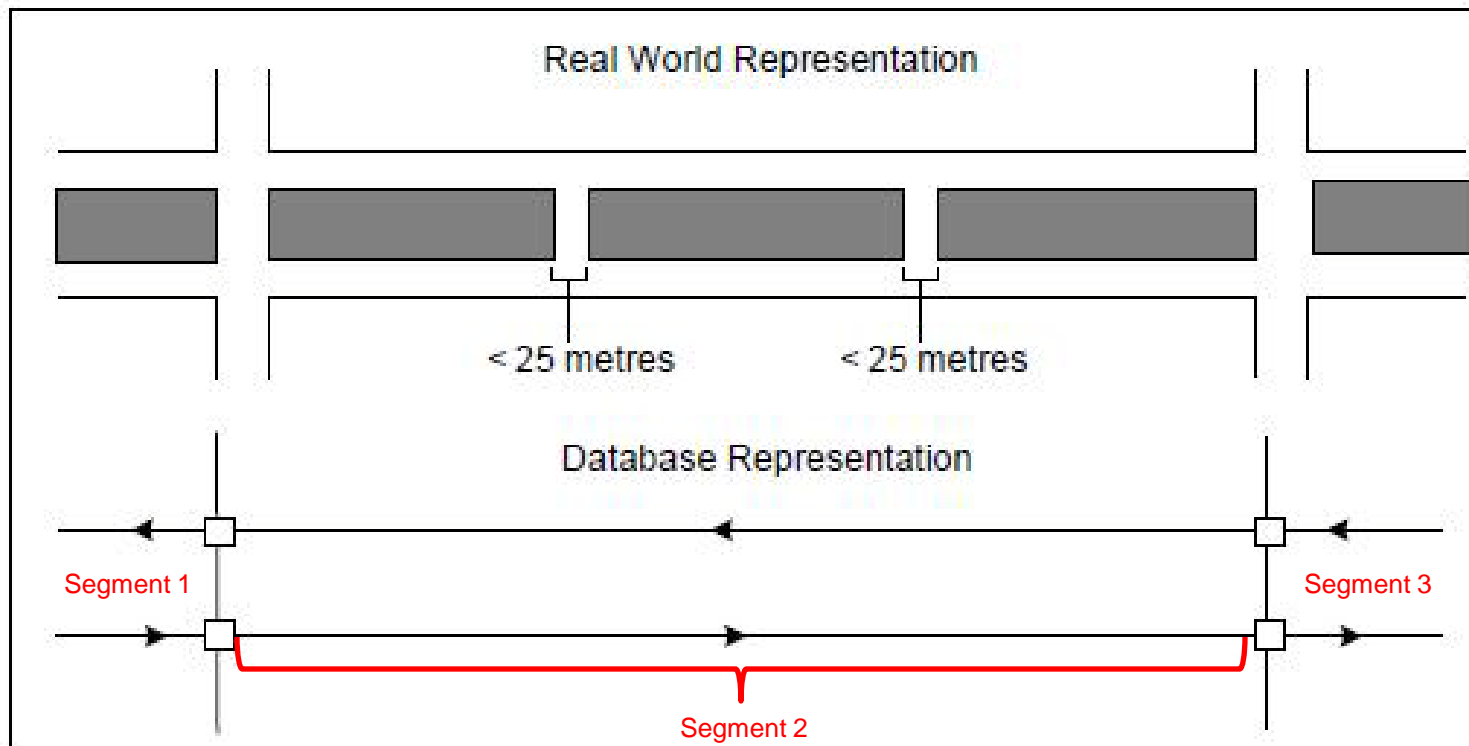 Real World Representation
< 25 metres
< 25 metres
Database Representation
Segment 1
Segment 3
Segment 2